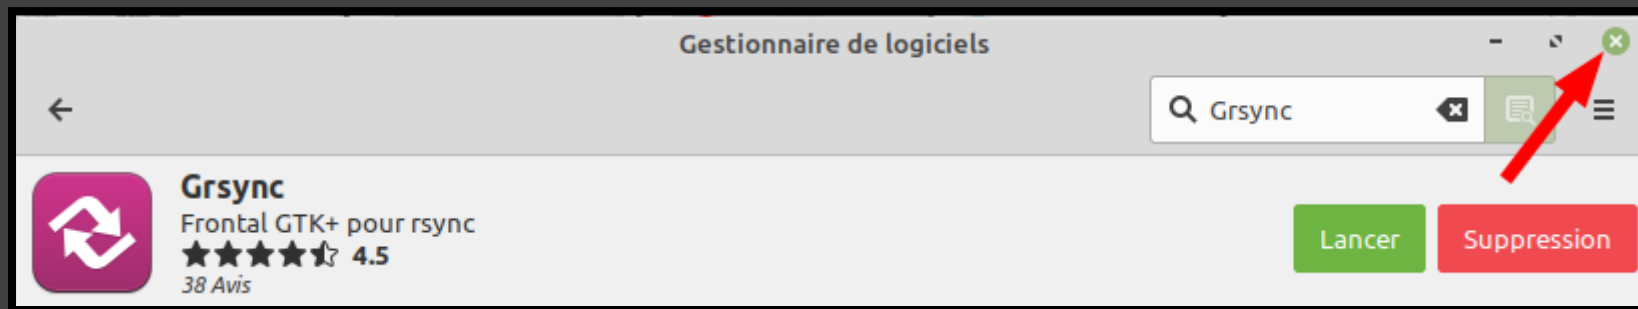 Gestionnaire de logiciels
Grsync
Grsync
Frontal GTK+ pour rsync
4.5
38 Avis
Lancer
Suppression